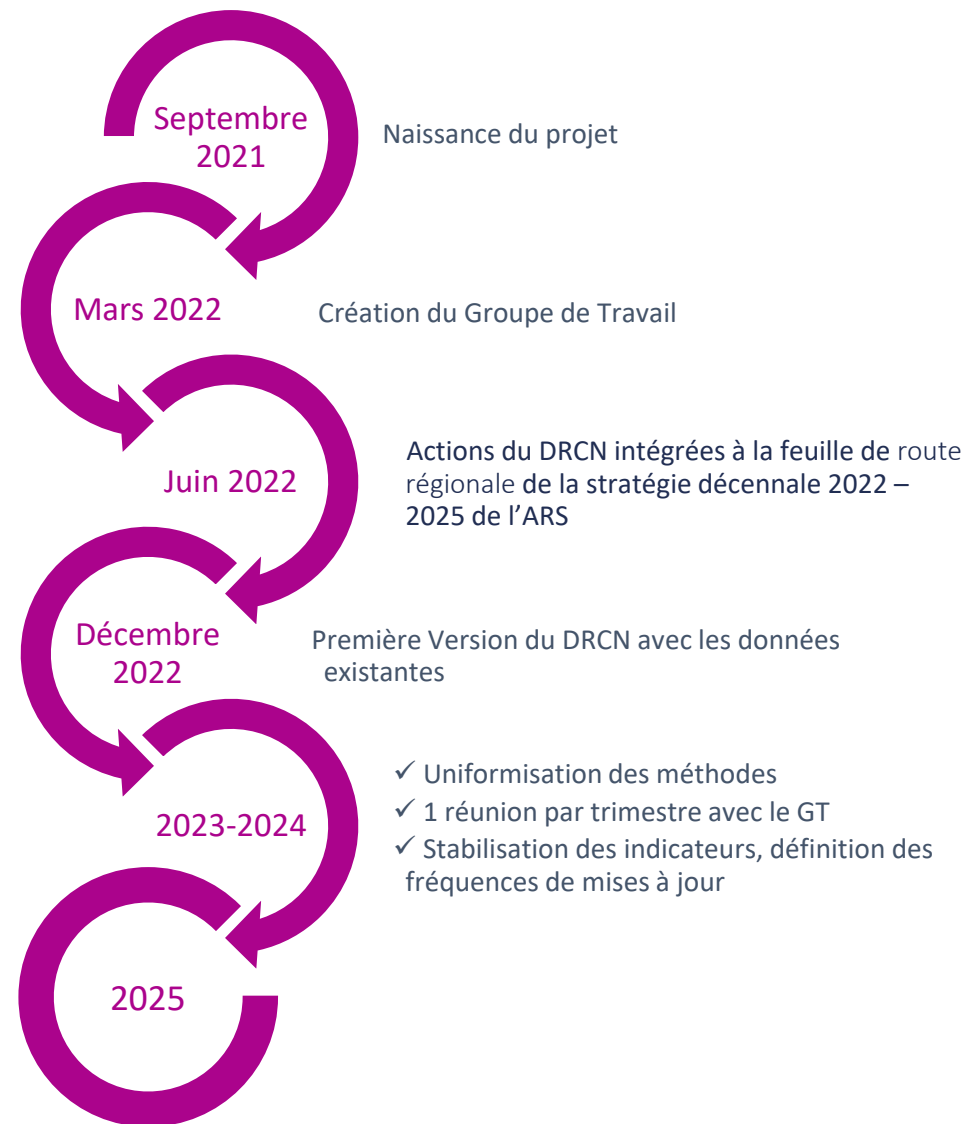 Septembre
2021
Naissance du projet
Mars 2022
Création du Groupe de Travail
Juin 2022
Actions du DRCN intégrées à la feuille de route
régionale de la stratégie décennale 2022 –
2025 de l’ARS
Décembre
2022
Première Version du DRCN avec les données
existantes
2023-2024
✓ Uniformisation des méthodes
✓ 1 réunion par trimestre avec le GT
✓ Stabilisation des indicateurs, définition des
fréquences de mises à jour
2025